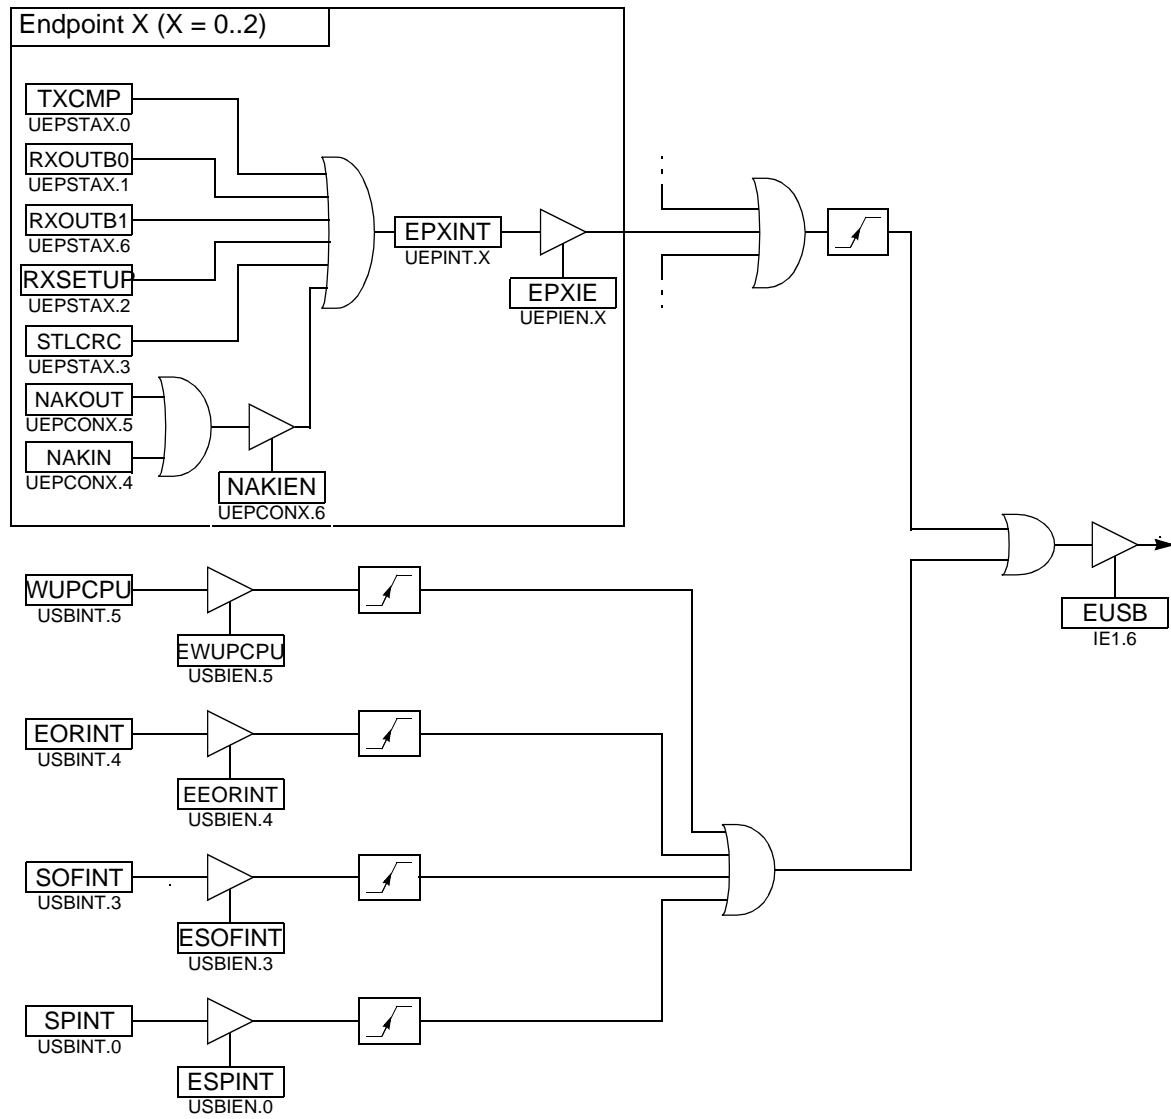 Endpoint X (X = 0..2)
TXCMP
UEPSTAX.0
RXOUTB0
UEPSTAX.1
RXOUTB1
UEPSTAX.6
RXSETUP
UEPSTAX.2
STLCRC
UEPSTAX.3
NAKOUT
UEPCONX.5
NAKIN
UEPCONX.4
NAKIEN
UEPCONX.6
EPXINT
UEPINT.X
EPXIE
UEPIEN.X
WUPCPU
USBINT.5
EWUPCPU
USBIEN.5
EORINT
USBINT.4
EEORINT
USBIEN.4
SOFINT
USBINT.3
ESOFINT
USBIEN.3
SPINT
USBINT.0
ESPINT
USBIEN.0
EUSB
IE1.6